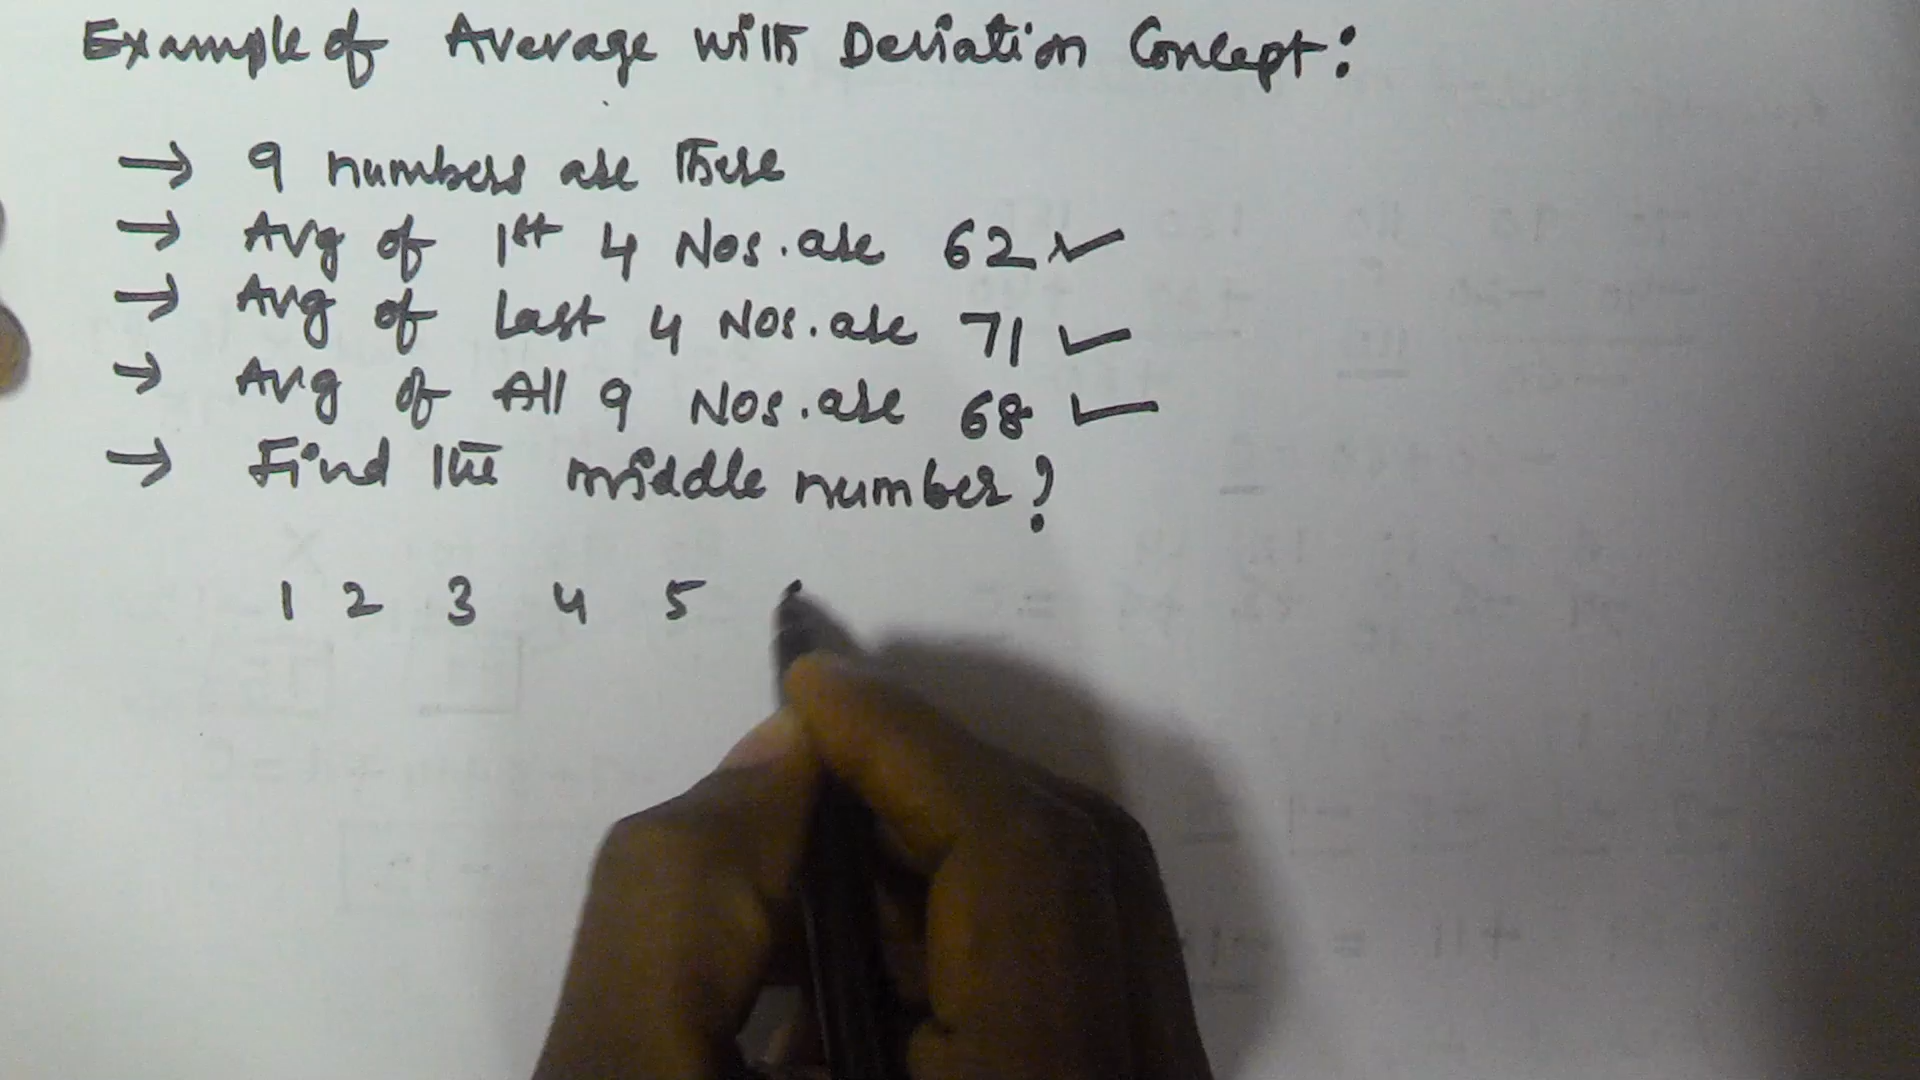 Example of Average with Deviation Concept:
→ 9 numbers are there
→ Avg of 1st 4 Nos. are 62 ✓
→ Avg of Last 4 Nos. are 71 ✓
→ Avg of All 9 Nos. are 68 ✓
→ Find the middle number?
1 2 3 4 5